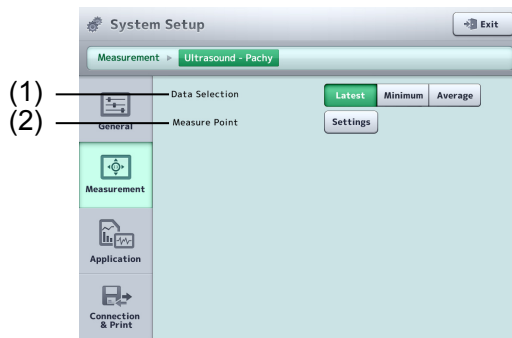 System Setup
Exit
Measurement ▶ Ultrasound - Pachy
(1)
Data Selection
Latest Minimum Average
(2)
Measure Point
Settings
General
Measurement
Application
Connection
& Print